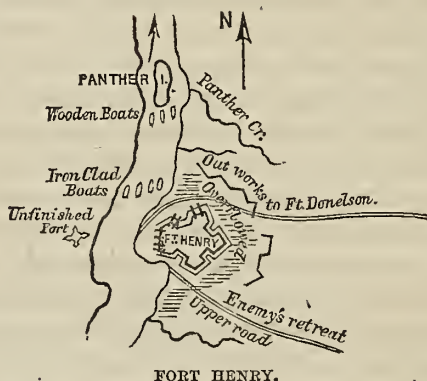 N
PANTHER I.
Wooden Boats
Panther Cr.
Iron Clad
Boats
Out works
to Ft. Donelson.
Overflowed
Unfinished
Fort
FT. HENRY
Enemy's retreat
Upper road
FORT HENRY.